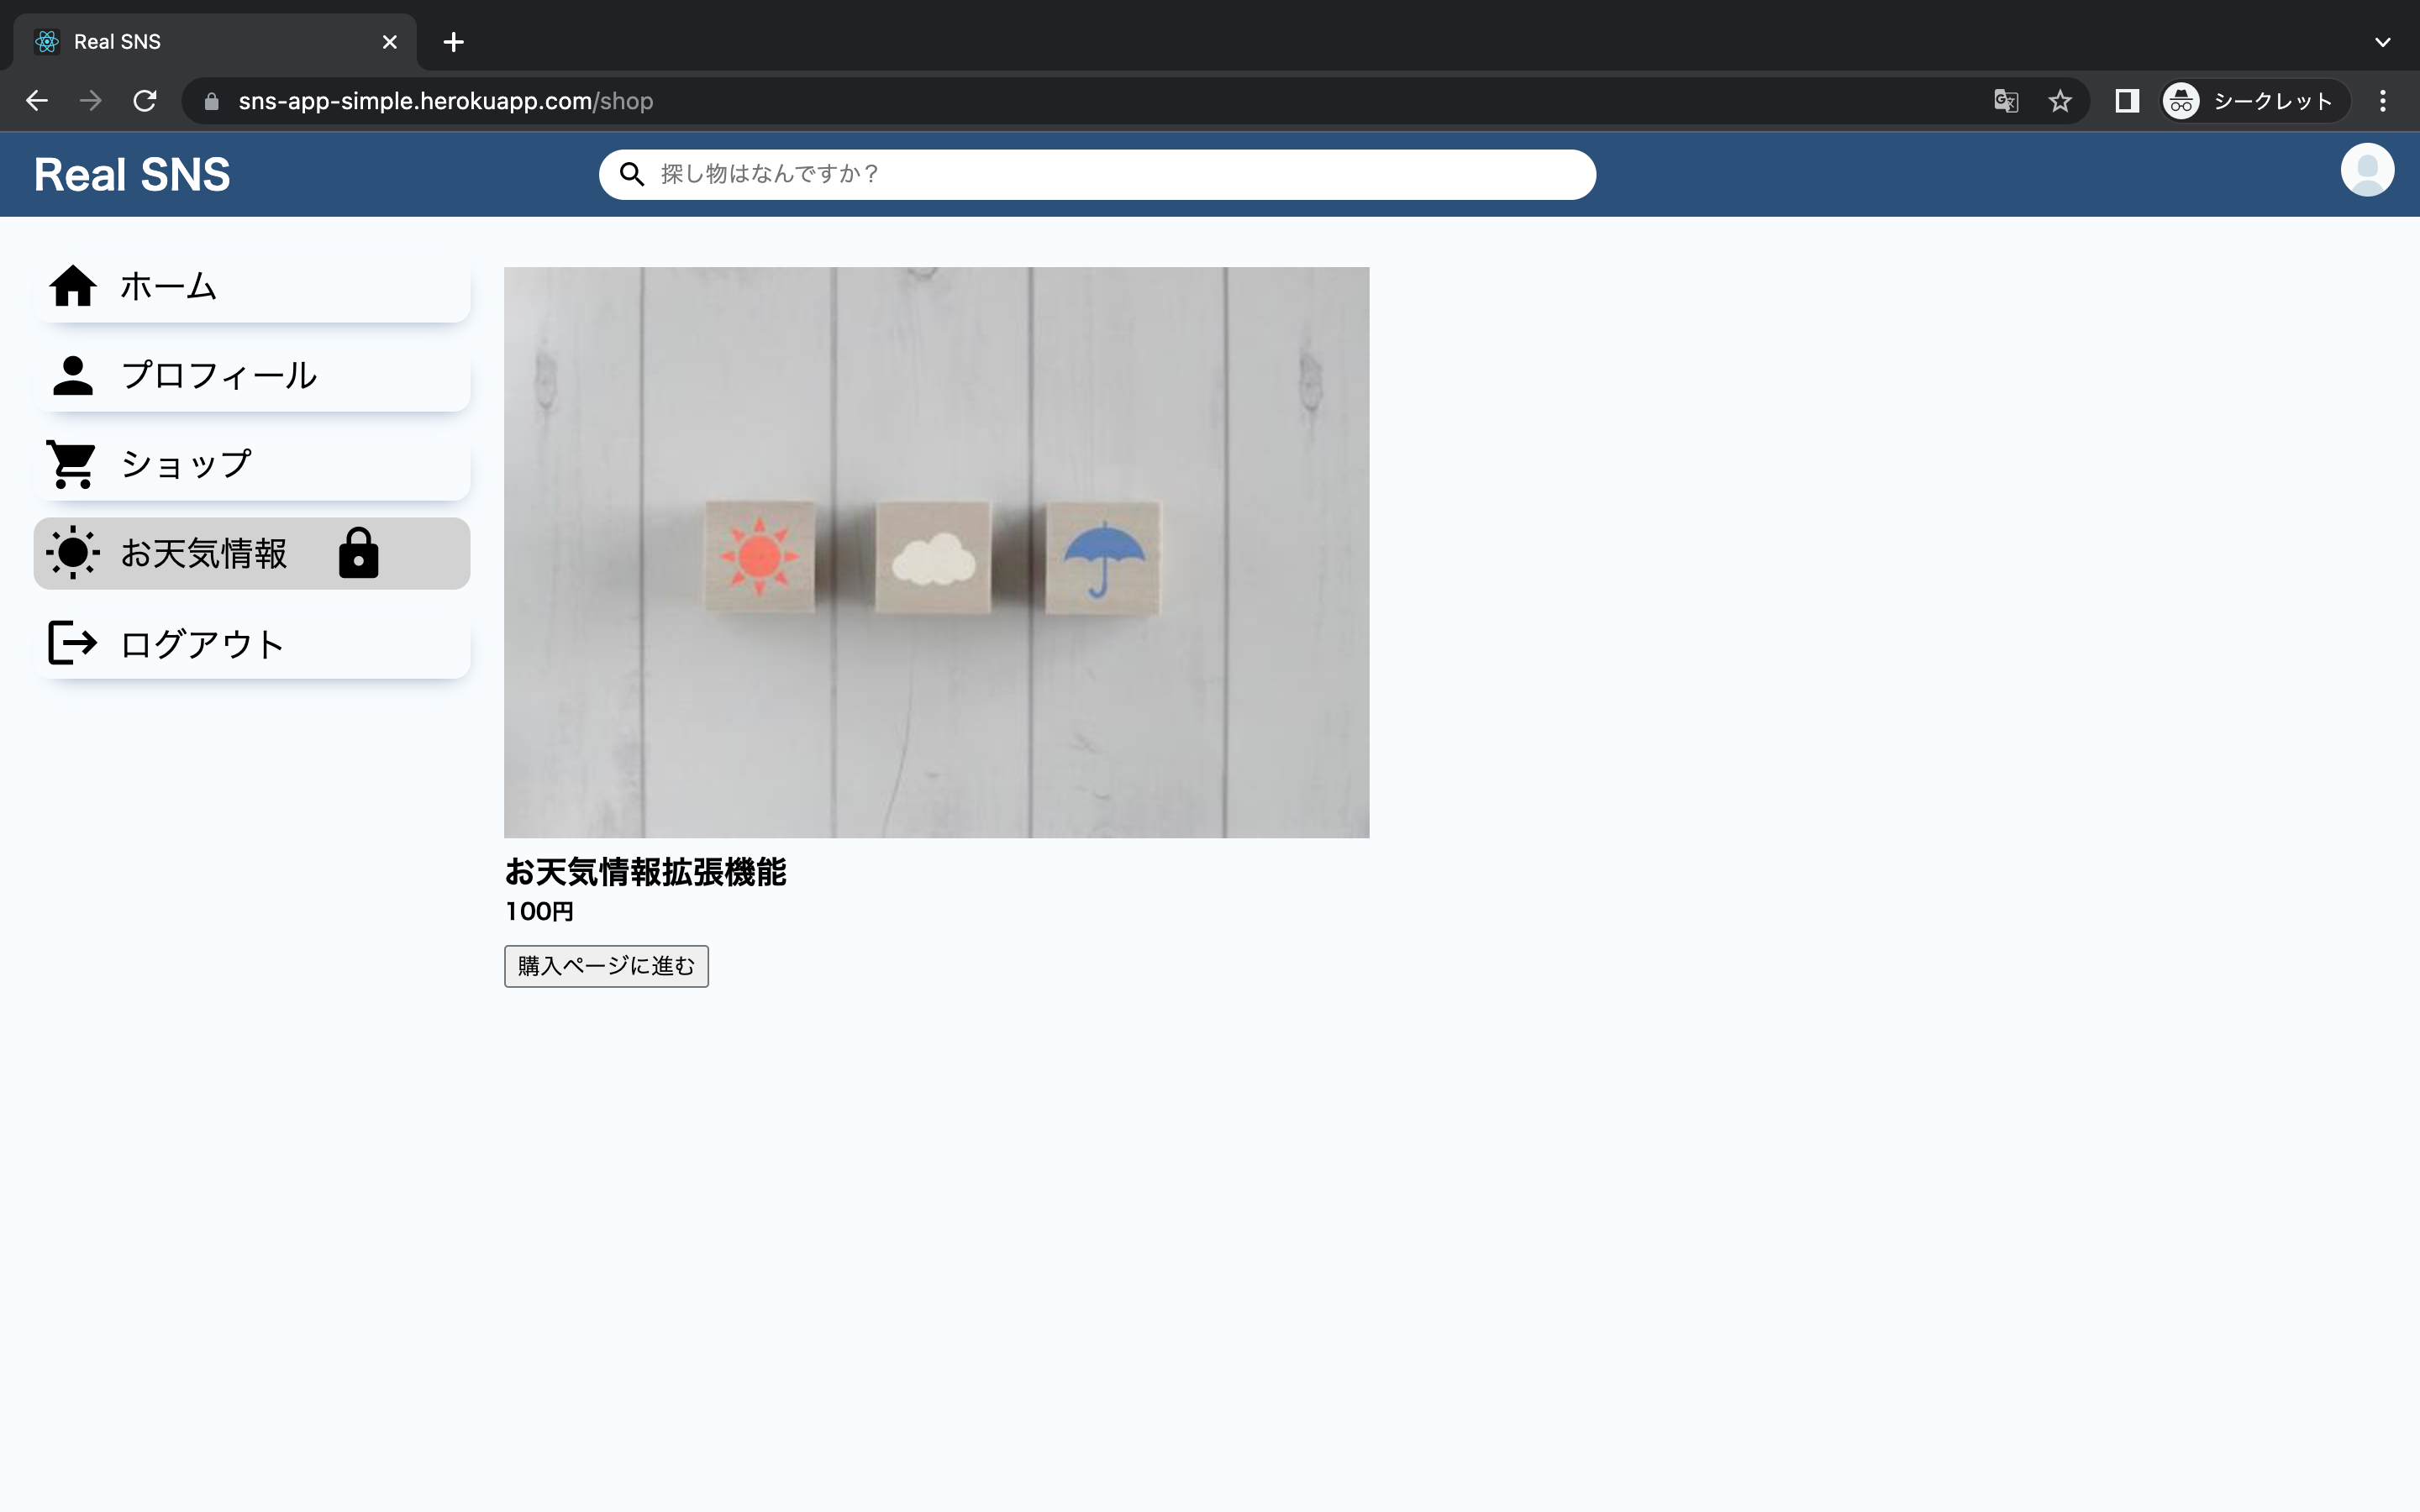 Real SNS
sns-app-simple.herokuapp.com/shop
シークレット
Real SNS
探し物はなんですか？
ホーム
プロフィール
ショップ
お天気情報
ログアウト
お天気情報拡張機能
100円
購入ページに進む